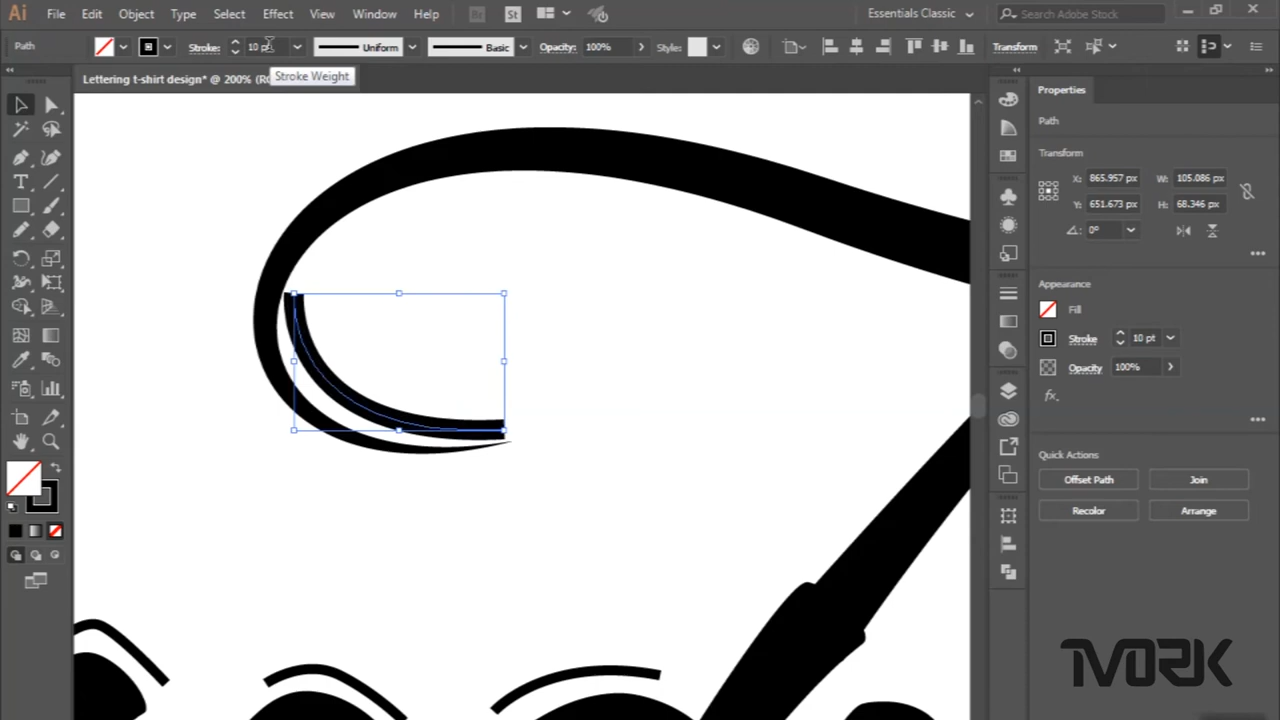 Ai File Edit Object Type Select Effect View Window Help Br St Essentials Classic Search Adobe Stock
Path Stroke: 10 pt Uniform Basic Opacity: 100% Style: Transform
Stroke Weight
Lettering t-shirt design* @ 200% (RG
Properties
Path
Transform
X: 865.957 px W: 105.086 px
Y: 651.673 px H: 68.346 px
0°
Appearance
Fill
Stroke 10 pt
Opacity 100%
fx
Quick Actions
Offset Path Join
Recolor Arrange
TVORK